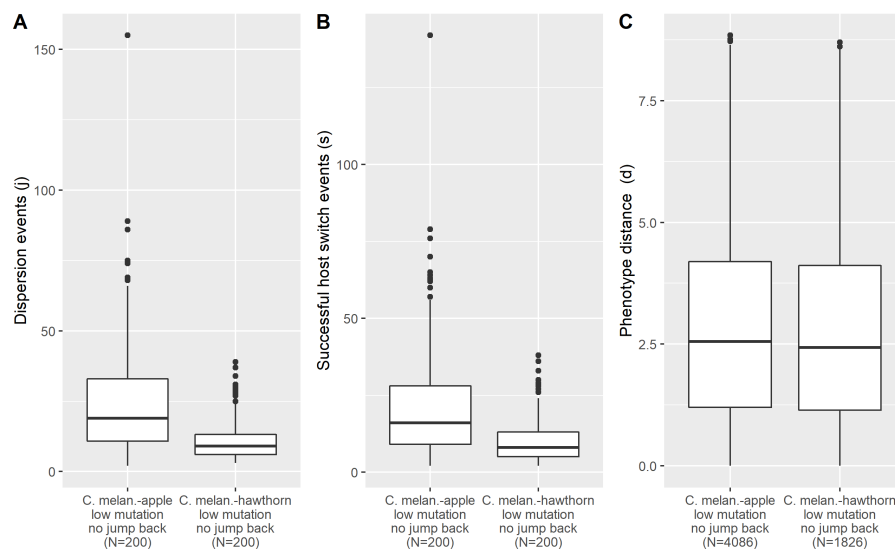 A
Dispersion events (j)
150
100
50
0
C. melan.-apple
low mutation
no jump back
(N=200)
C. melan.-hawthorn
low mutation
no jump back
(N=200)
B
Successful host switch events (s)
100
50
0
C. melan.-apple
low mutation
no jump back
(N=200)
C. melan.-hawthorn
low mutation
no jump back
(N=200)
C
Phenotype distance (d)
7.5
5.0
2.5
0.0
C. melan.-apple
low mutation
no jump back
(N=4086)
C. melan.-hawthorn
low mutation
no jump back
(N=1826)